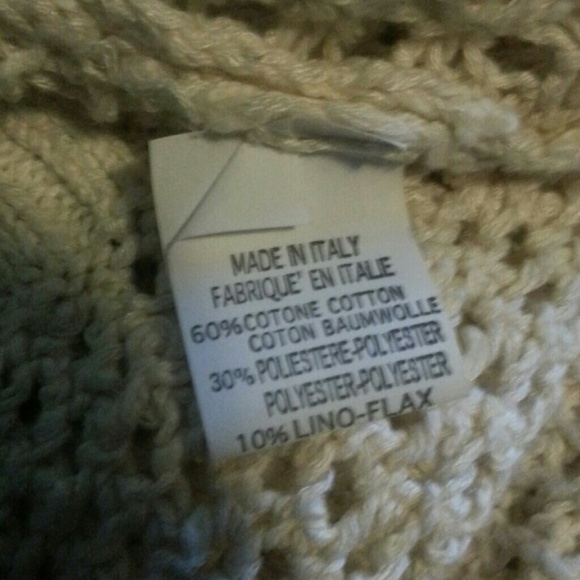 MADE IN ITALY
FABRIQUE' EN ITALIE
60% COTONE COTTON
COTON BAUMWOLLE
30% POLIESTERE-POLYESTER
POLYESTER-POLYESTER
10% LINO-FLAX